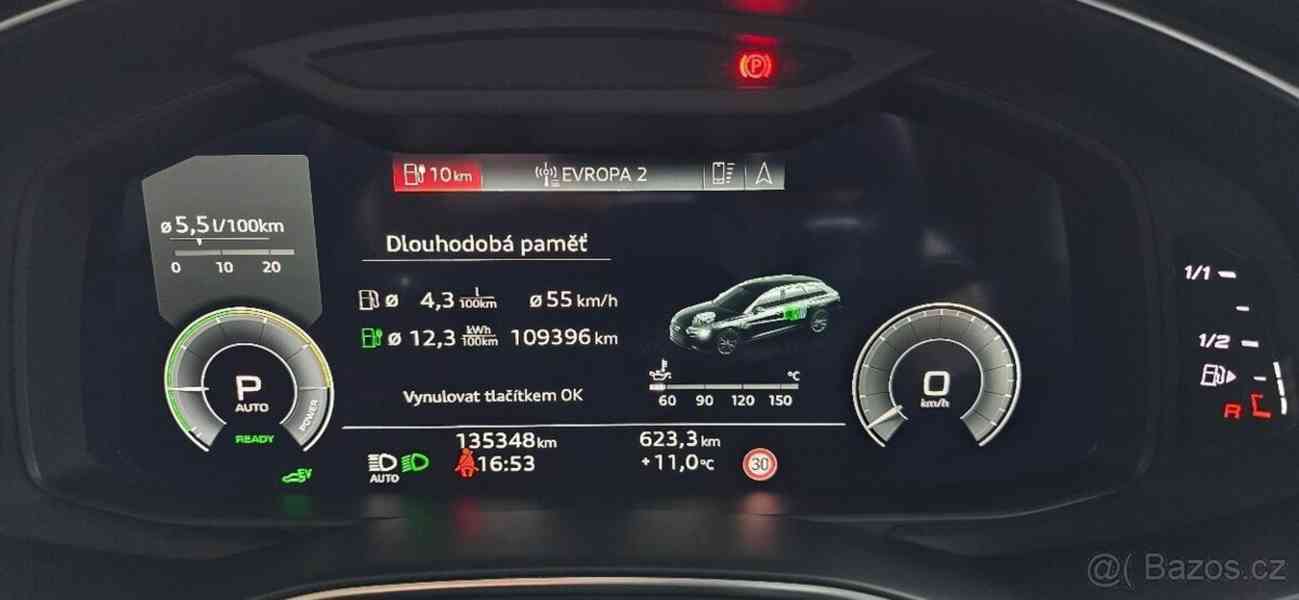 P
10 km EVROPA 2
ø 5,5 l/100km
0 10 20
Dlouhodobá paměť
ø 4,3 l/100km ø 55 km/h
ø 12,3 kWh/100km 109396 km
Vynulovat tlačítkem OK
°C
60 90 120 150
P
AUTO
READY
POWER
0
km/h
1/1
1/2
R
EV
AUTO
135348 km 623,3 km
16:53 +11,0 °C
30
@( Bazos.cz